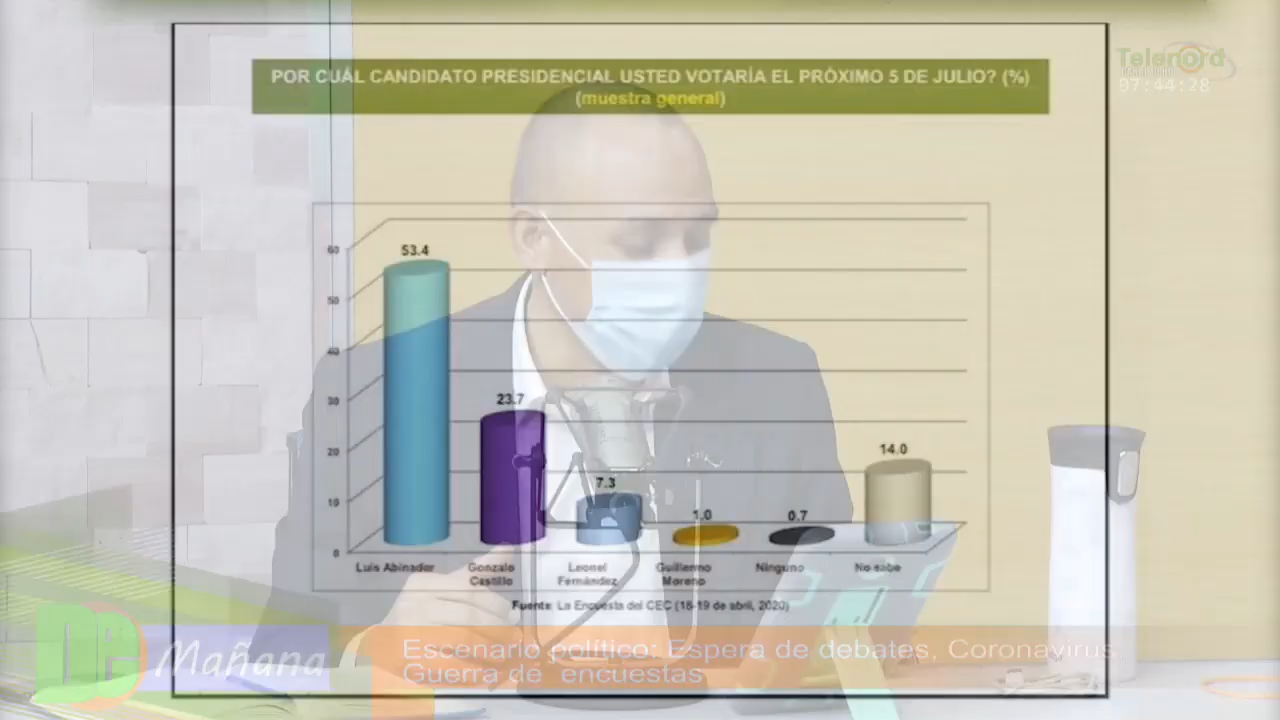 POR CUÁL CANDIDATO PRESIDENCIAL USTED VOTARÍA EL PRÓXIMO 5 DE JULIO? (%)
(muestra general)
Telenord
07:44:28
60
50
40
30
20
10
0
53.4
23.7
7.3
1.0
0.7
14.0
Luis Abinader
Gonzalo
Castillo
Leonel
Fernández
Guillermo
Moreno
Ninguno
No sabe
Fuente: La Encuesta del CEC (18-19 de abril, 2020)
De
Mañana
Escenario político: Espera de debates, Coronavirus
Guerra de encuestas